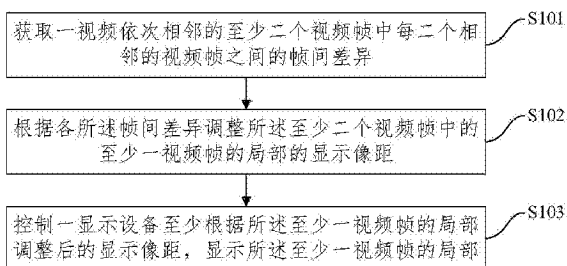 获取一视频依次相邻的至少二个视频帧中每二个相
邻的视频帧之间的帧间差异
S101
根据各所述帧间差异调整所述至少二个视频帧中的
至少一视频帧的局部的显示像距
S102
控制一显示设备至少根据所述至少一视频帧的局部
调整后的显示像距，显示所述至少一视频帧的局部
S103